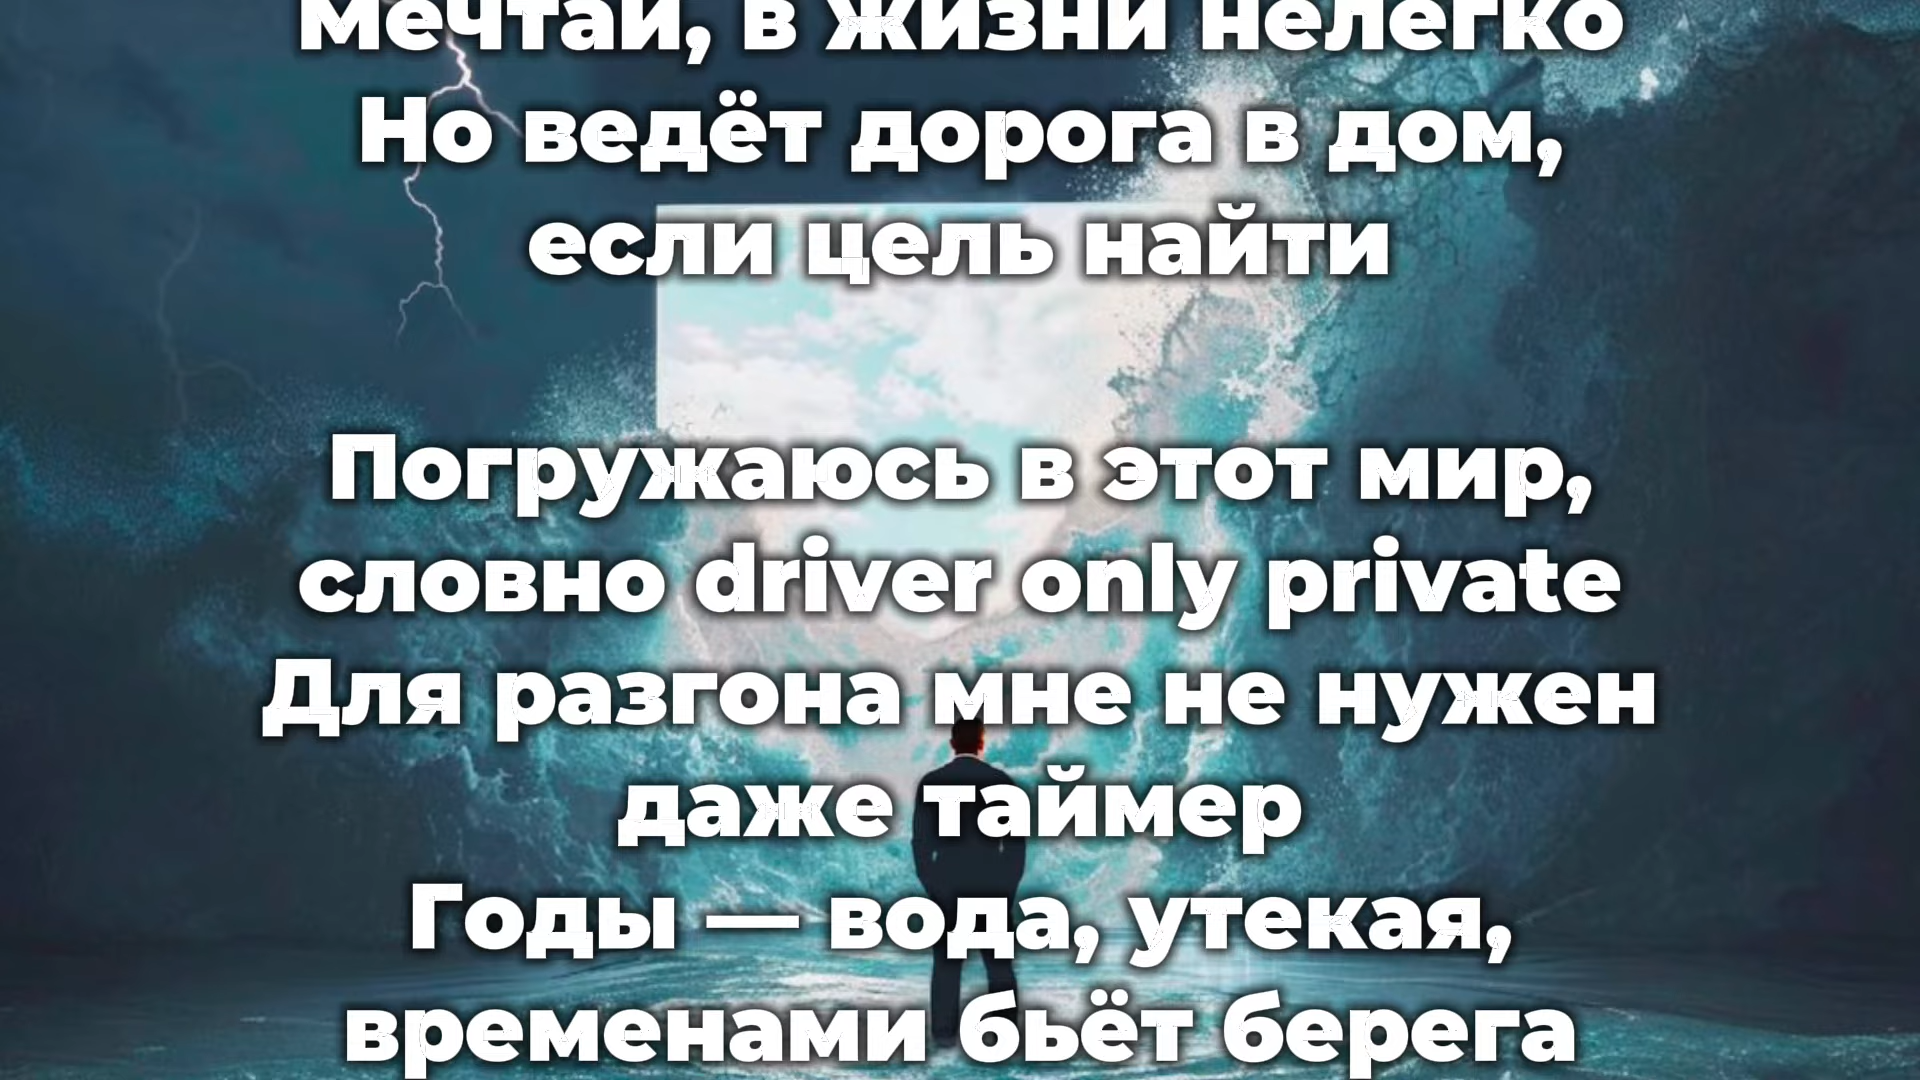 Мечтай, в жизни нелегко
Но ведёт дорога в дом,
если цель найти
Погружаюсь в этот мир,
словно driver only private
Для разгона мне не нужен
даже таймер
Годы — вода, утекая,
временами бьёт берега